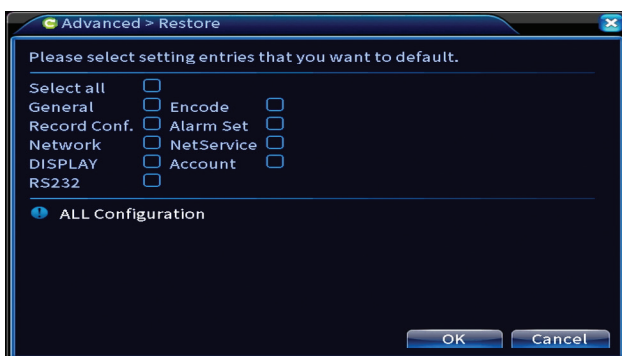 Advanced > Restore
Please select setting entries that you want to default.
Select all
General Encode
Record Conf. Alarm Set
Network NetService
DISPLAY Account
RS232
ALL Configuration
OK Cancel